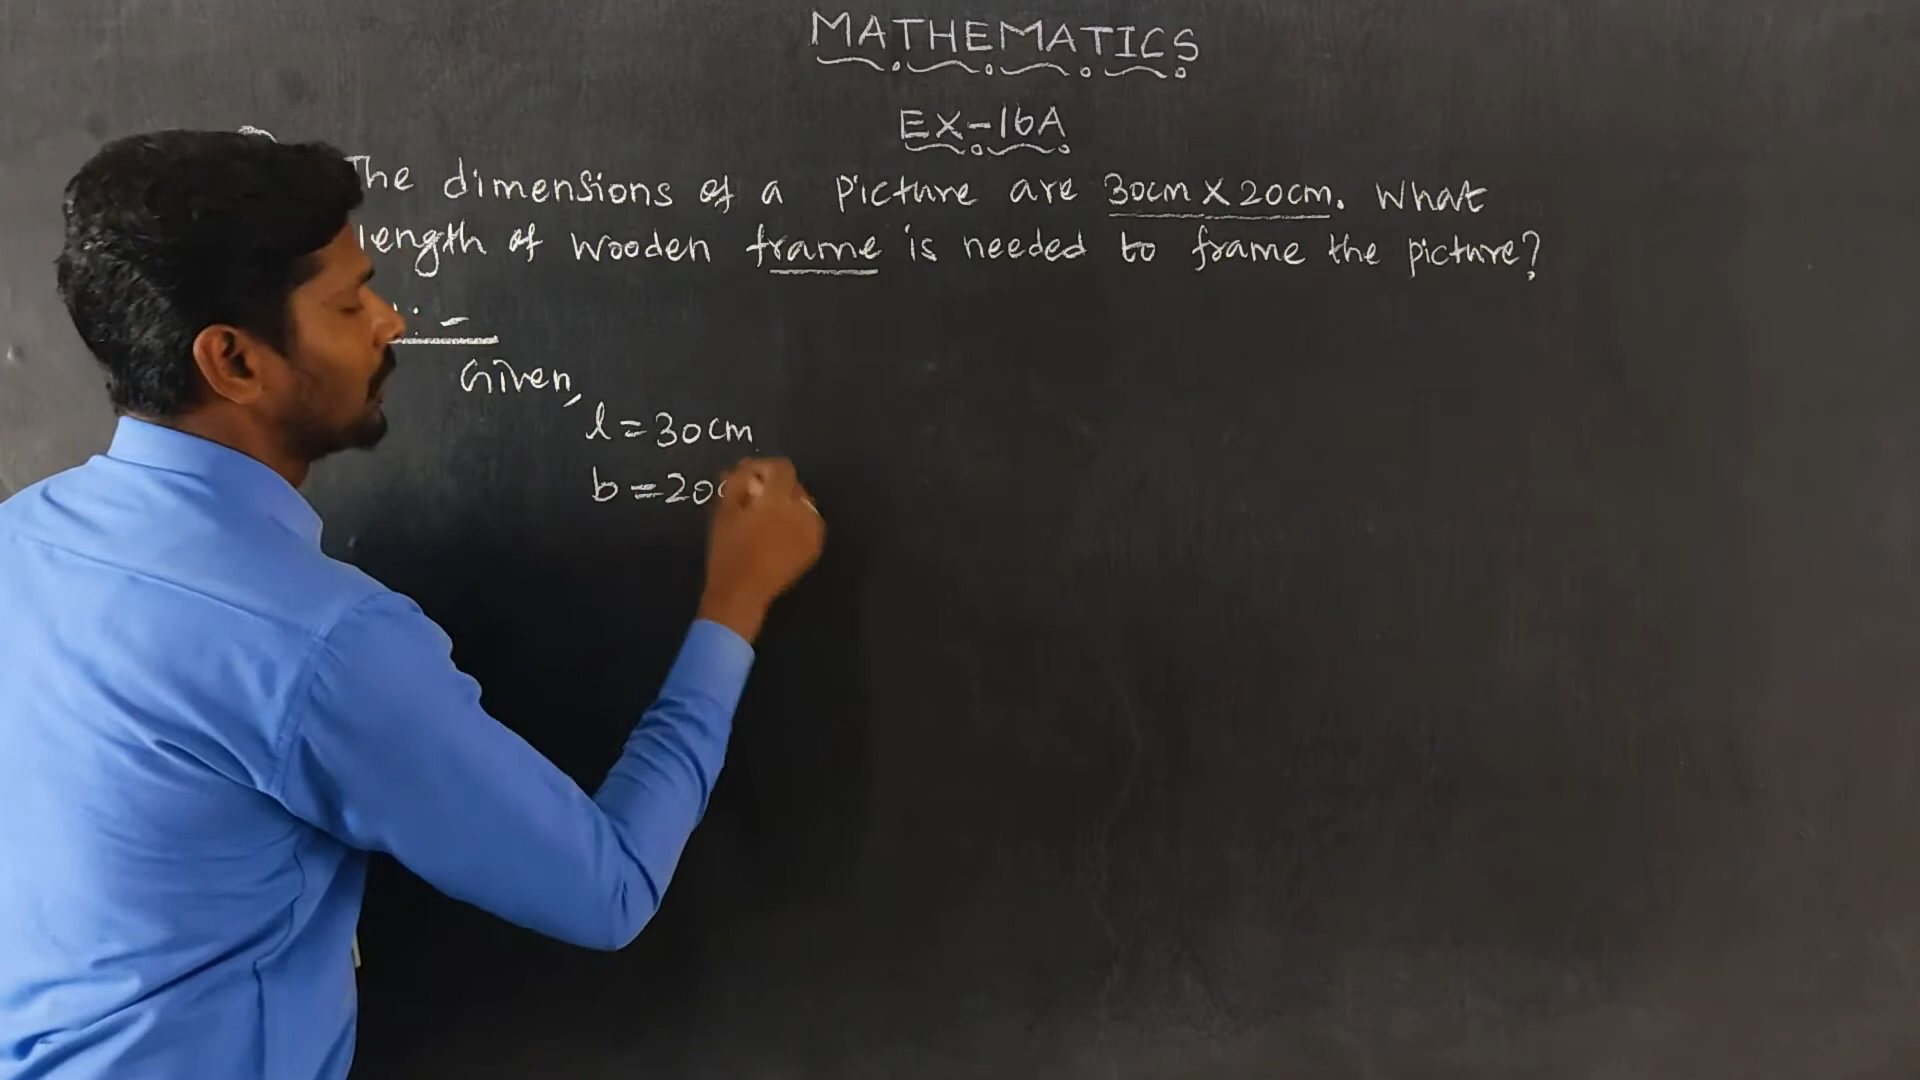 MATHEMATICS
EX-16A
The dimensions of a picture are 30cm X 20cm. What
length of wooden frame is needed to frame the picture?
:-
Given,
l = 30cm
b = 20c